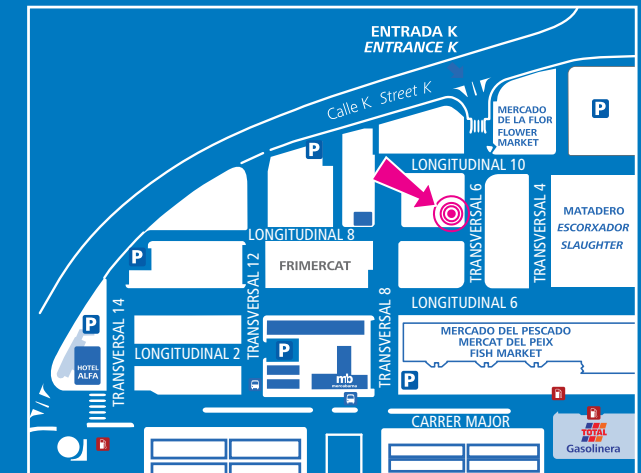 ENTRADA K
ENTRANCE K
Calle K Street K
MERCADO
DE LA FLOR
FLOWER
MARKET
P
P
LONGITUDINAL 10
TRANSVERSAL 6
TRANSVERSAL 4
MATADERO
ESCORXADOR
SLAUGHTER
LONGITUDINAL 8
P
FRIMERCAT
TRANSVERSAL 12
TRANSVERSAL 8
TRANSVERSAL 14
LONGITUDINAL 6
P
MERCADO DEL PESCADO
MERCAT DEL PEIX
FISH MARKET
LONGITUDINAL 2
P
HOTEL
ALFA
mb
mercabarna
P
CARRER MAJOR
TOTAL
Gasolinera